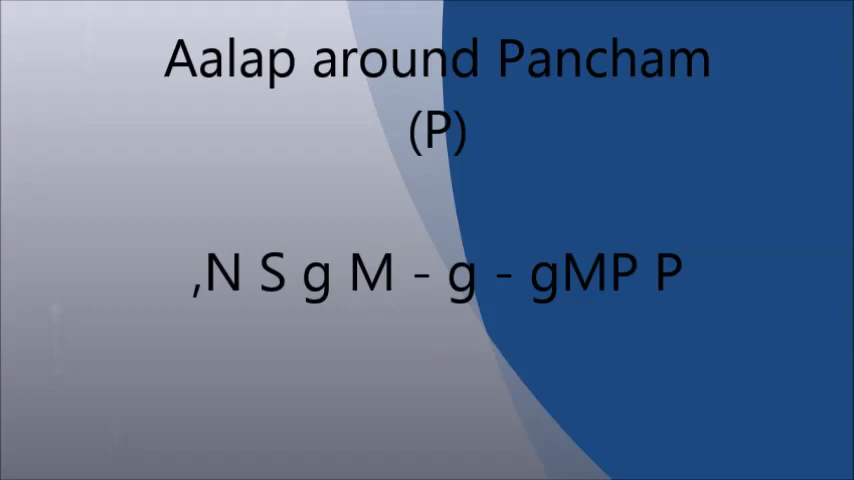 Aalap around Pancham
(P)
,N S g M - g - gMP P